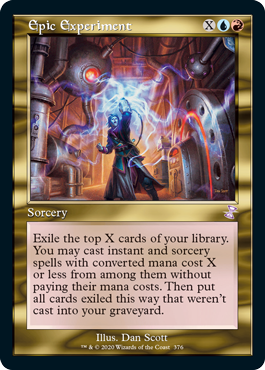 Epic Experiment
X
Sorcery
Exile the top X cards of your library.
You may cast instant and sorcery
spells with converted mana cost X
or less from among them without
paying their mana costs. Then put
all cards exiled this way that weren't
cast into your graveyard.
Illus. Dan Scott
™ & © 2020 Wizards of the Coast 376